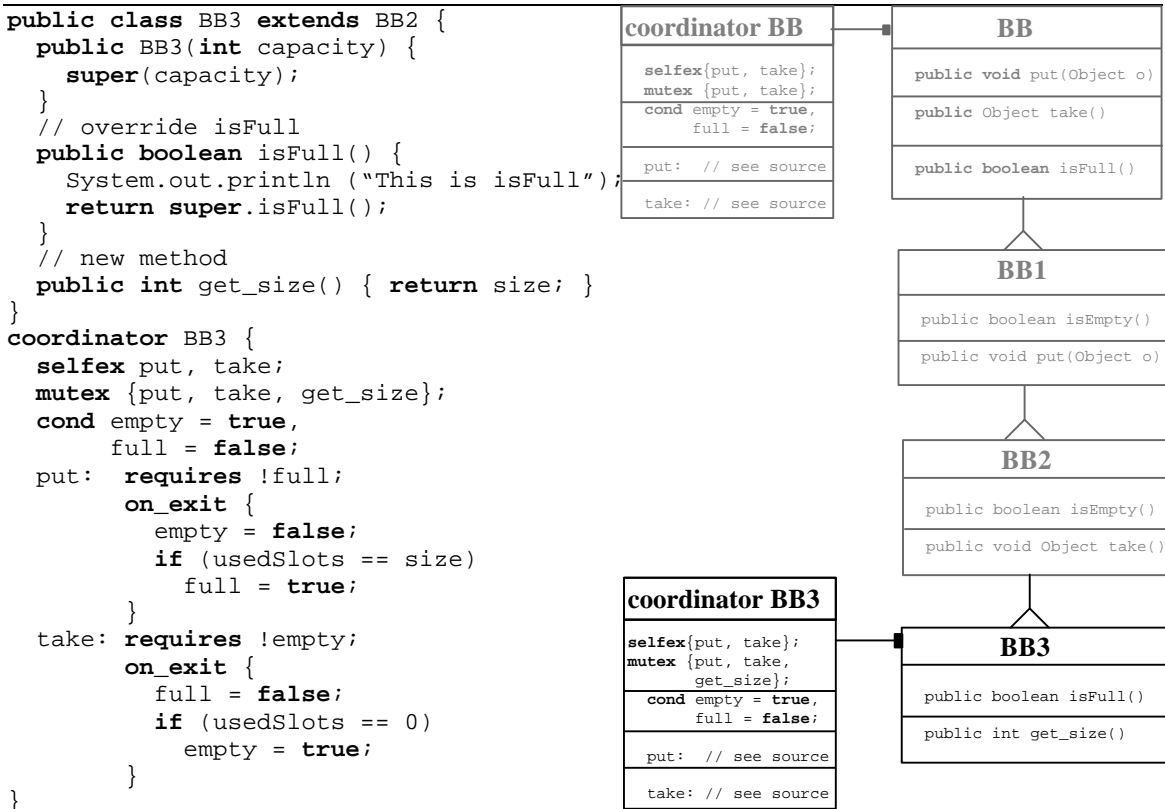 public class BB3 extends BB2 {
  public BB3(int capacity) {
    super(capacity);
  }
  // override isFull
  public boolean isFull() {
    System.out.println (“This is isFull”);
    return super.isFull();
  }
  // new method
  public int get_size() { return size; }
}
coordinator BB3 {
  selfex put, take;
  mutex {put, take, get_size};
  cond empty = true,
       full = false;
  put:  requires !full;
        on_exit {
          empty = false;
          if (usedSlots == size)
            full = true;
        }
  take: requires !empty;
        on_exit {
          full = false;
          if (usedSlots == 0)
            empty = true;
        }
}
coordinator BB
selfex{put, take};
mutex {put, take};
cond empty = true,
full = false;
put:  // see source
take: // see source
BB
public void put(Object o)
public Object take()
public boolean isFull()
BB1
public boolean isEmpty()
public void put(Object o)
BB2
public boolean isEmpty()
public void Object take()
coordinator BB3
selfex{put, take};
mutex {put, take,
get_size};
cond empty = true,
full = false;
put:  // see source
take: // see source
BB3
public boolean isFull()
public int get_size()